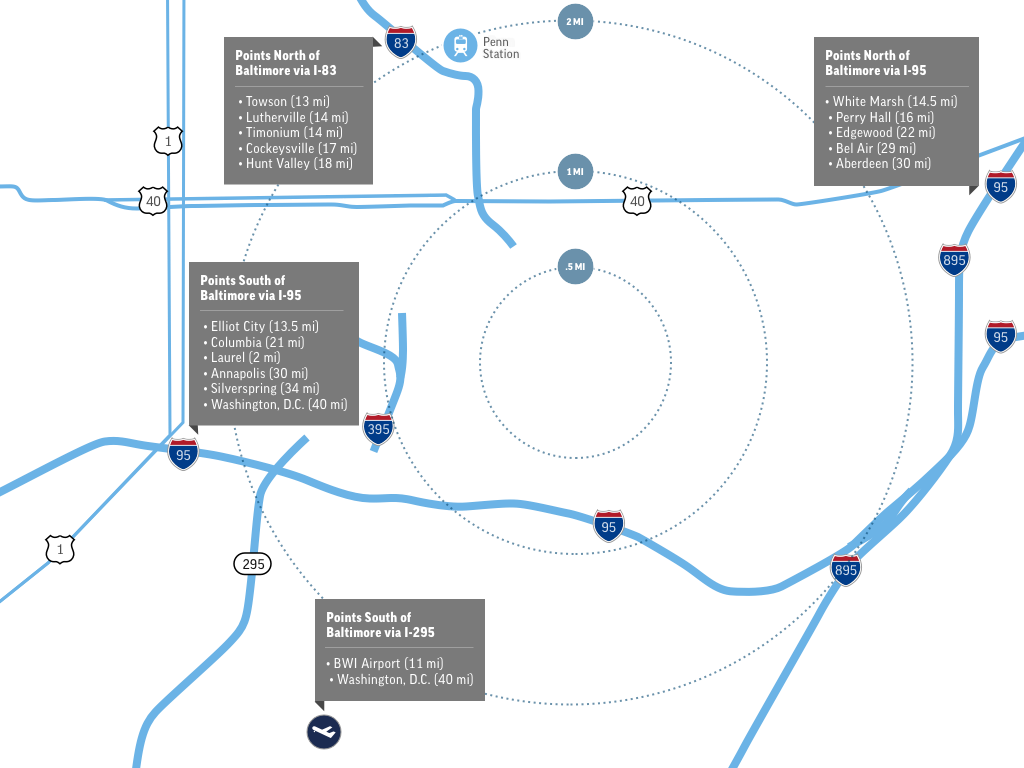 2 MI
83
Penn
Station
Points North of
Baltimore via I-83
• Towson (13 mi)
• Lutherville (14 mi)
• Timonium (14 mi)
• Cockeysville (17 mi)
• Hunt Valley (18 mi)
Points North of
Baltimore via I-95
• White Marsh (14.5 mi)
• Perry Hall (16 mi)
• Edgewood (22 mi)
• Bel Air (29 mi)
• Aberdeen (30 mi)
1
1 MI
95
40
40
895
.5 MI
Points South of
Baltimore via I-95
• Elliot City (13.5 mi)
• Columbia (21 mi)
• Laurel (2 mi)
• Annapolis (30 mi)
• Silverspring (34 mi)
• Washington, D.C. (40 mi)
95
395
95
95
1
295
895
Points South of
Baltimore via I-295
• BWI Airport (11 mi)
• Washington, D.C. (40 mi)